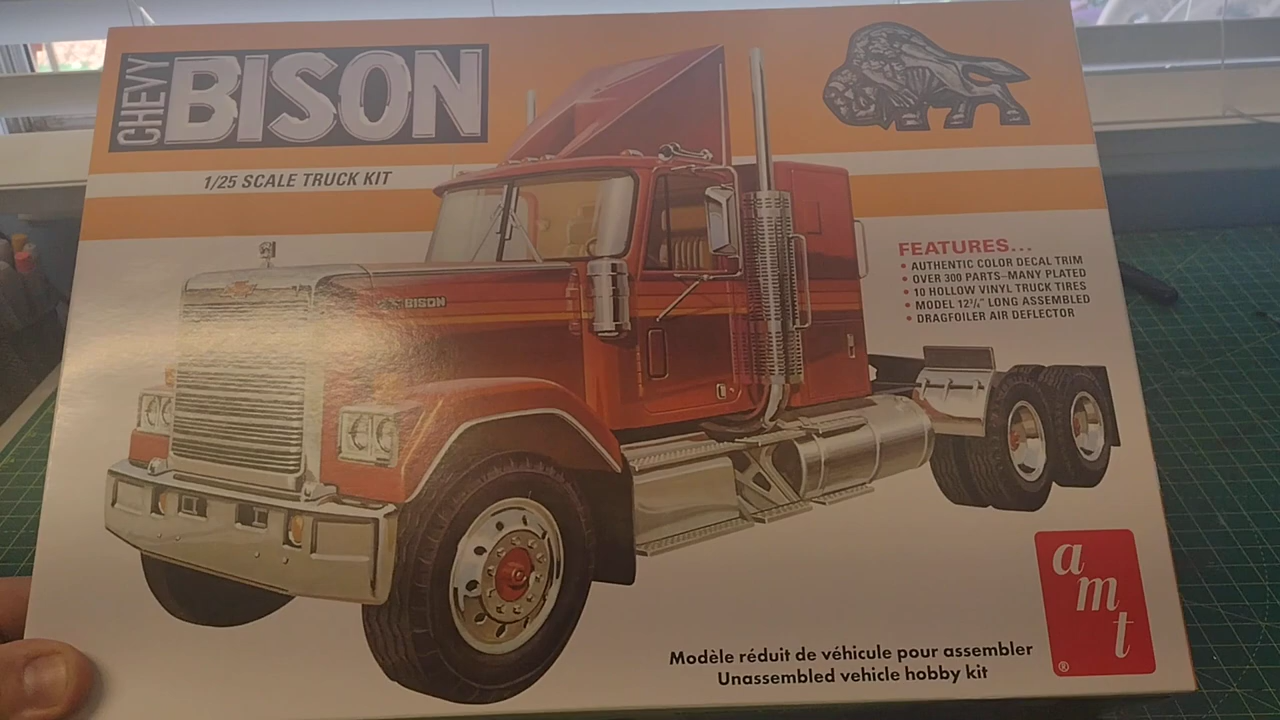 CHEVY
BISON
1/25 SCALE TRUCK KIT
BISON
FEATURES...
• AUTHENTIC COLOR DECAL TRIM
• OVER 300 PARTS–MANY PLATED
• 10 HOLLOW VINYL TRUCK TIRES
• MODEL 12¾" LONG ASSEMBLED
• DRAGFOILER AIR DEFLECTOR
amt
®
Modèle réduit de véhicule pour assembler
Unassembled vehicle hobby kit